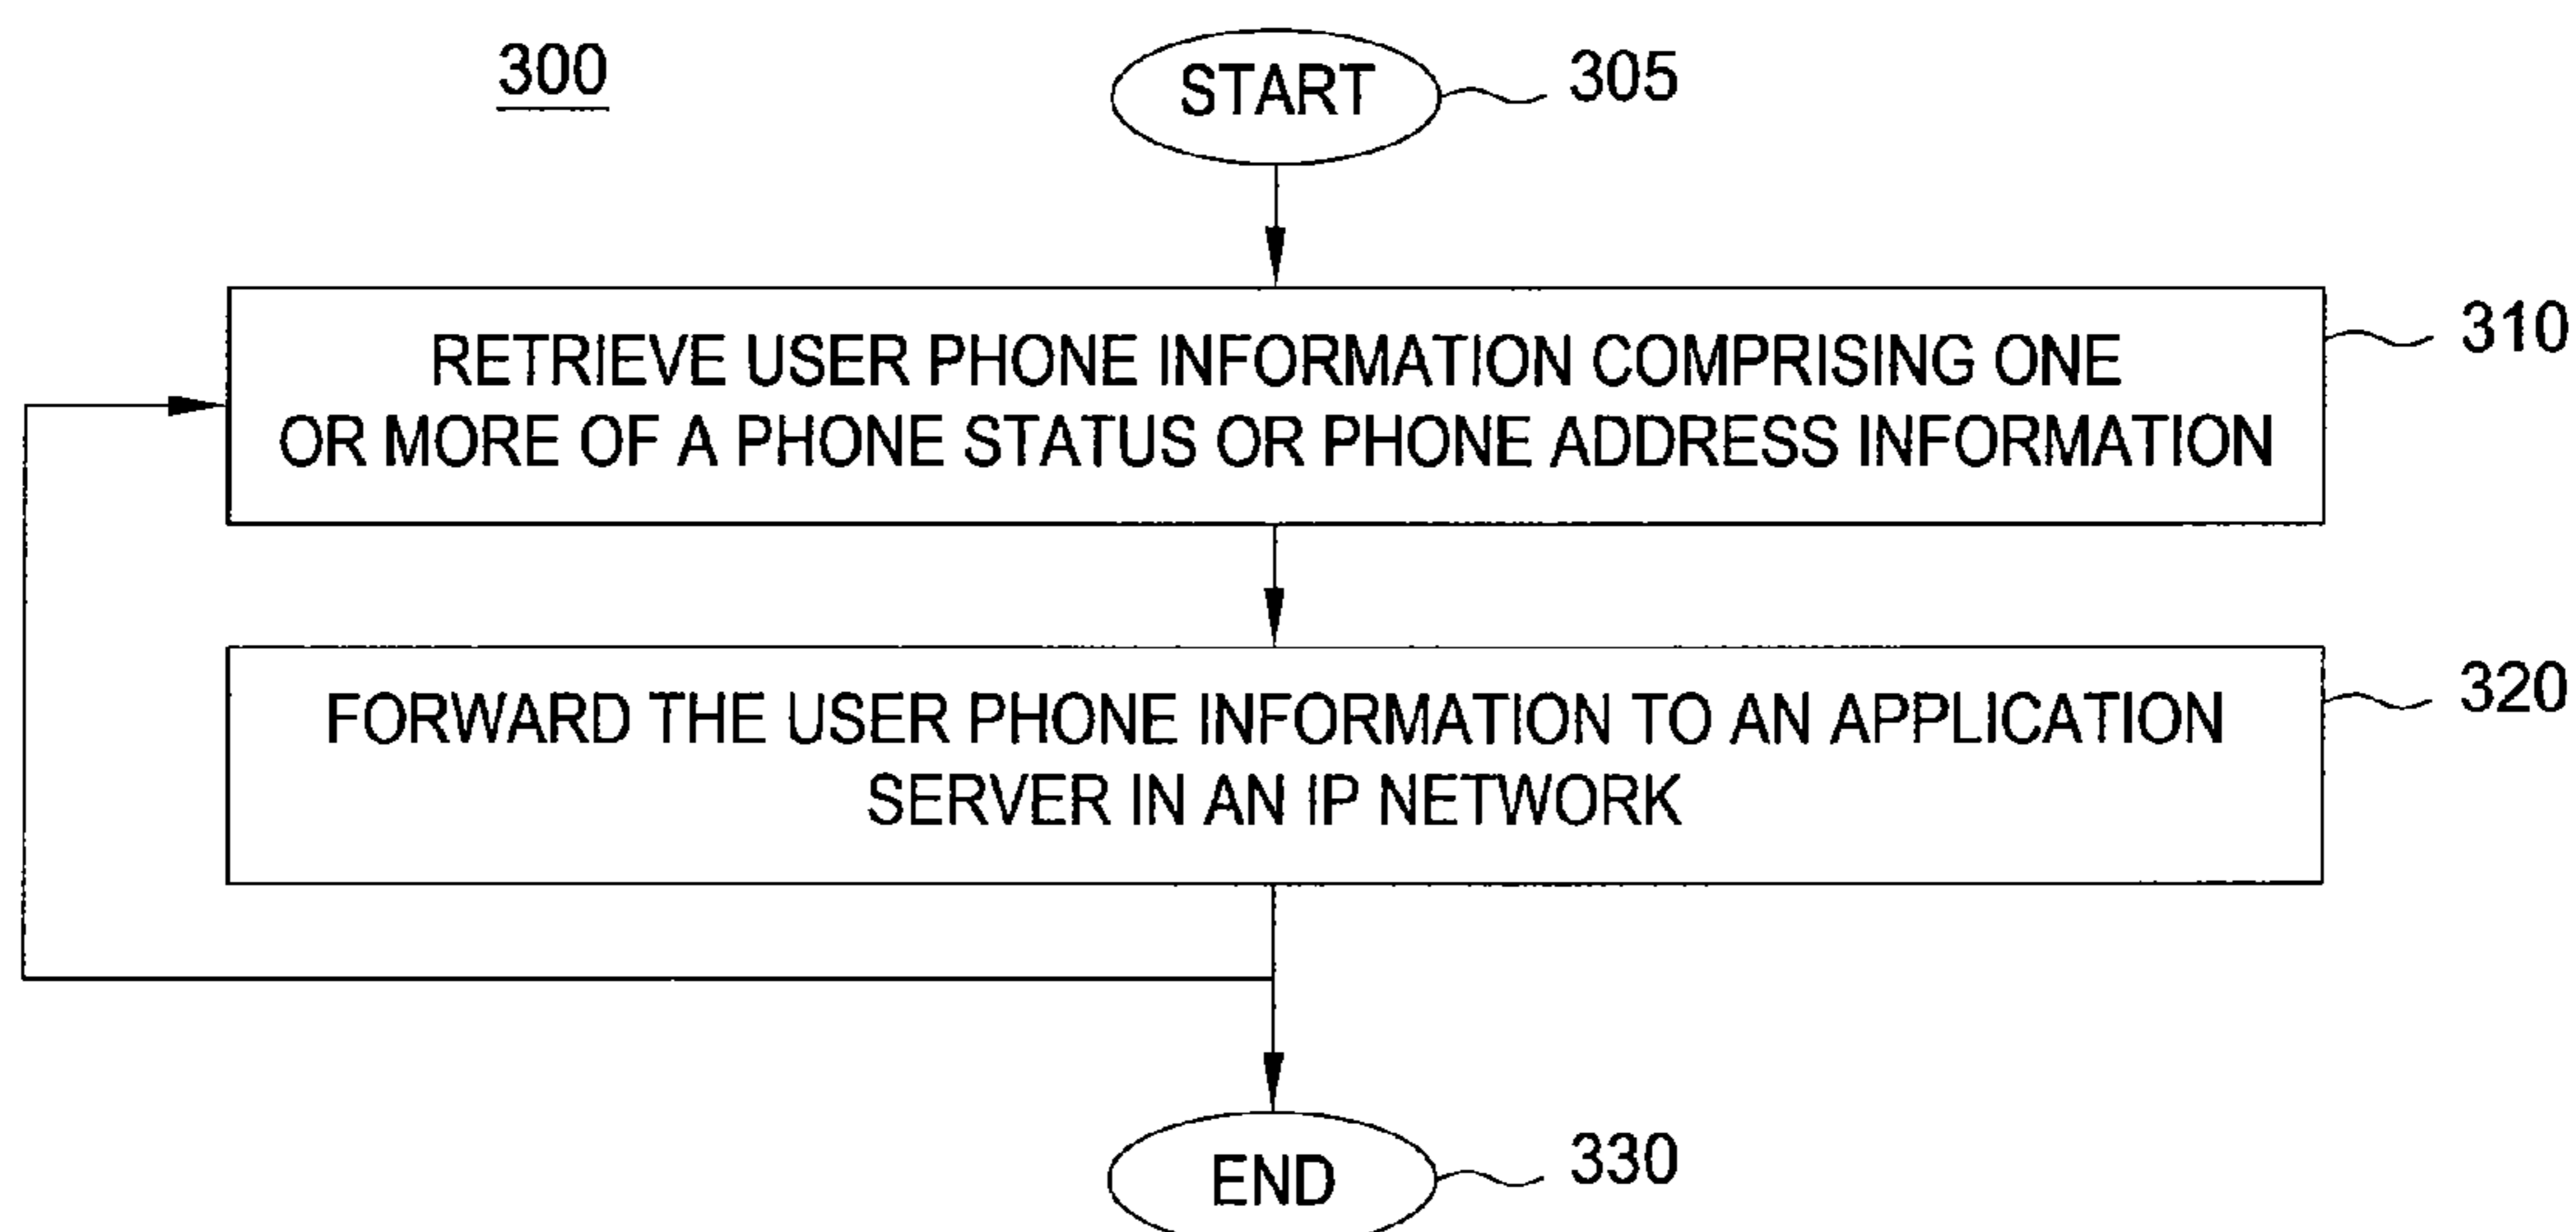 300
START
305
RETRIEVE USER PHONE INFORMATION COMPRISING ONE
OR MORE OF A PHONE STATUS OR PHONE ADDRESS INFORMATION
310
FORWARD THE USER PHONE INFORMATION TO AN APPLICATION
SERVER IN AN IP NETWORK
320
END
330